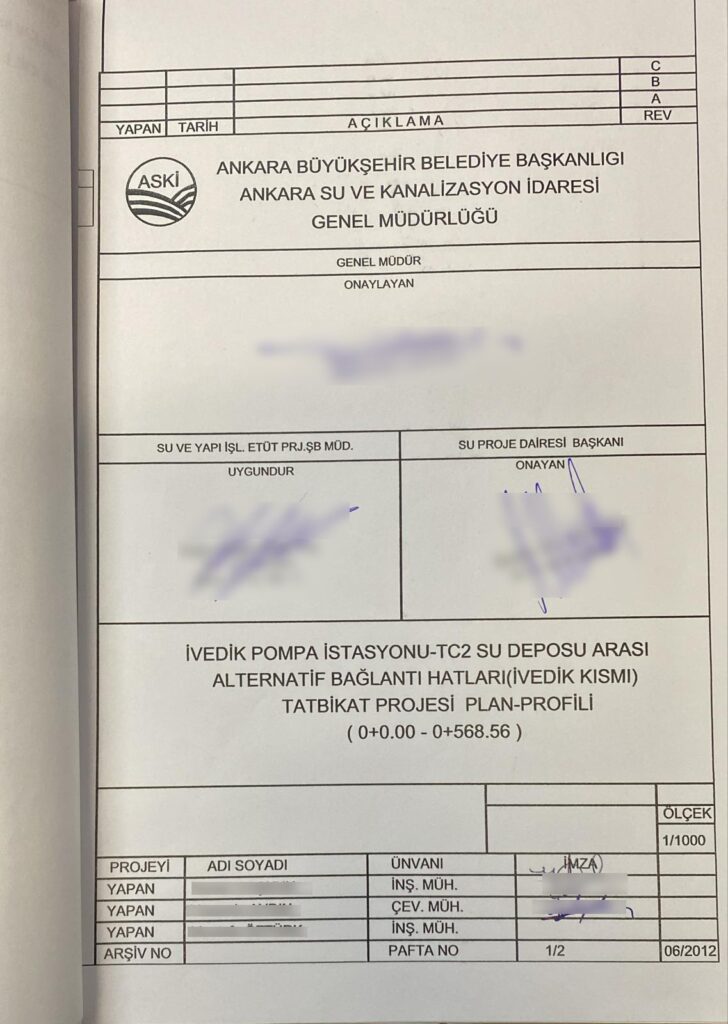 C
B
A
YAPAN TARİH AÇIKLAMA REV
ASKİ
ANKARA BÜYÜKŞEHİR BELEDİYE BAŞKANLIGI
ANKARA SU VE KANALİZASYON İDARESİ
GENEL MÜDÜRLÜĞÜ
GENEL MÜDÜR
ONAYLAYAN
SU VE YAPI İŞL. ETÜT PRJ.ŞB MÜD. SU PROJE DAİRESİ BAŞKANI
UYGUNDUR ONAYAN
İVEDİK POMPA İSTASYONU-TC2 SU DEPOSU ARASI
ALTERNATİF BAĞLANTI HATLARI(İVEDİK KISMI)
TATBİKAT PROJESİ PLAN-PROFİLİ
( 0+0.00 - 0+568.56 )
ÖLÇEK
1/1000
PROJEYİ ADI SOYADI ÜNVANI İMZA
YAPAN İNŞ. MÜH.
YAPAN ÇEV. MÜH.
YAPAN İNŞ. MÜH.
ARŞİV NO PAFTA NO 1/2 06/2012